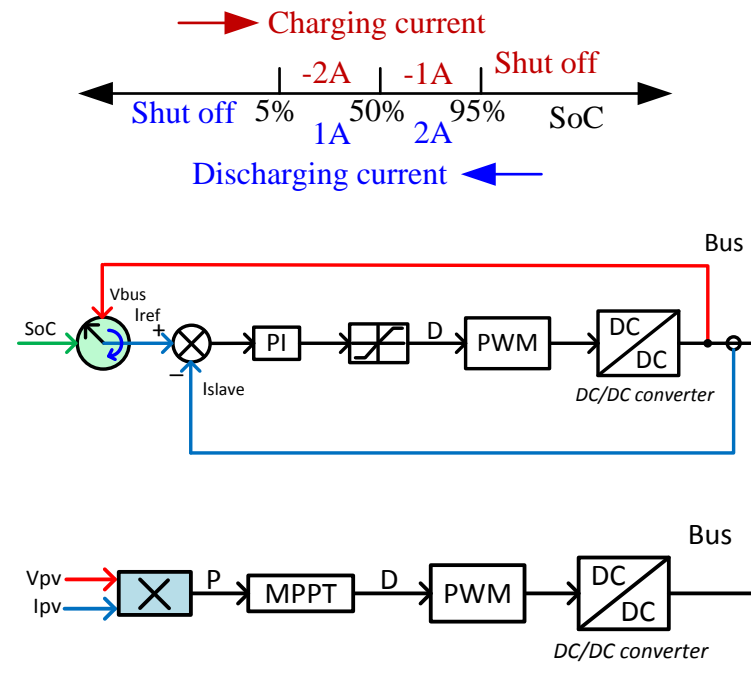 Charging current
-2A -1A Shut off
Shut off 5% 50% 95% SoC
1A 2A
Discharging current
Bus
Vbus
SoC Iref
+
PI D PWM DC
DC
DC/DC converter
–
Islave
Bus
Vpv P MPPT D PWM DC
Ipv DC
DC/DC converter